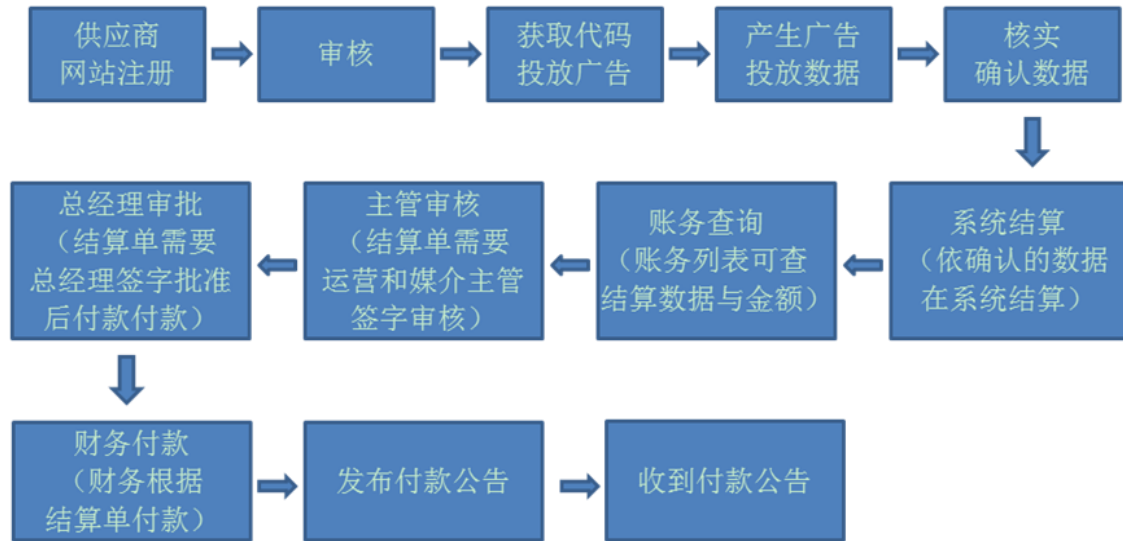 供应商
网站注册
审核
获取代码
投放广告
产生广告
投放数据
核实
确认数据
系统结算
（依确认的数据
在系统结算）
账务查询
（账务列表可查
结算数据与金额）
主管审核
（结算单需要
运营和媒介主管
签字审核）
总经理审批
（结算单需要
总经理签字批准
后付款付款）
财务付款
（财务根据
结算单付款）
发布付款公告
收到付款公告